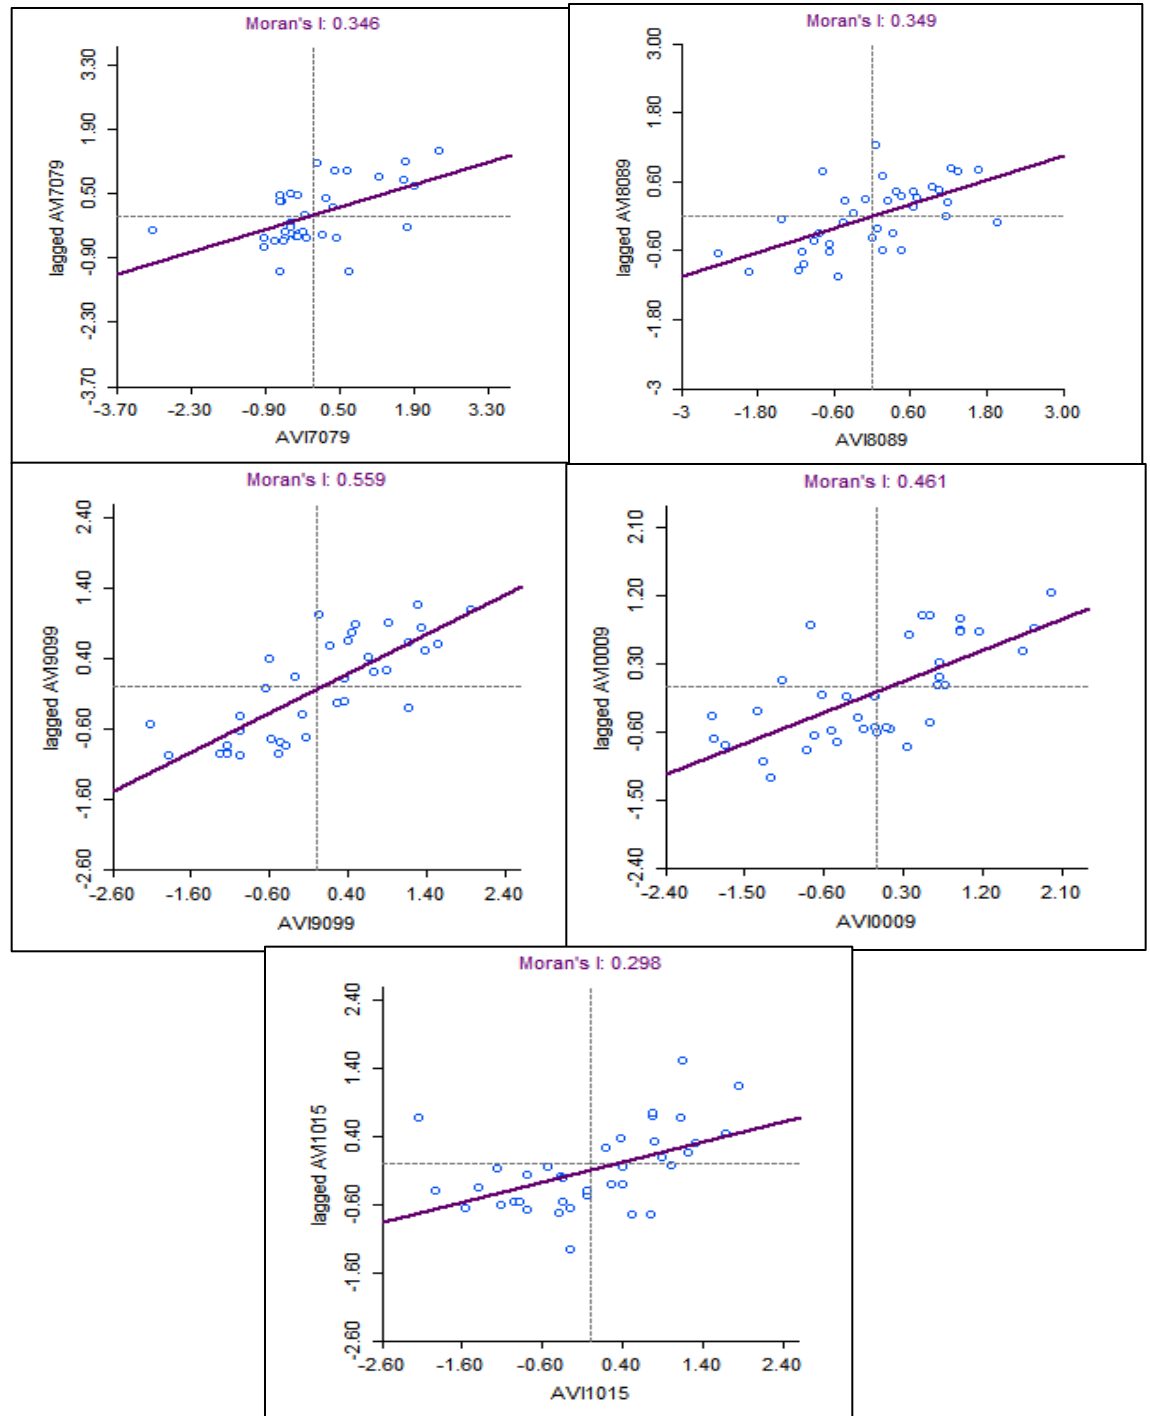 Moran's I: 0.346
3.30
1.90
0.50
-0.90
-2.30
-3.70
lagged AVI7079
-3.70 -2.30 -0.90 0.50 1.90 3.30
AVI7079
Moran's I: 0.349
3.00
1.80
0.60
-0.60
-1.80
-3
lagged AVI8089
-3 -1.80 -0.60 0.60 1.80 3.00
AVI8089
Moran's I: 0.559
2.40
1.40
0.40
-0.60
-1.60
-2.60
lagged AVI9099
-2.60 -1.60 -0.60 0.40 1.40 2.40
AVI9099
Moran's I: 0.461
2.10
1.20
0.30
-0.60
-1.50
-2.40
lagged AVI0009
-2.40 -1.50 -0.60 0.30 1.20 2.10
AVI0009
Moran's I: 0.298
2.40
1.40
0.40
-0.60
-1.60
-2.60
lagged AVI1015
-2.60 -1.60 -0.60 0.40 1.40 2.40
AVI1015